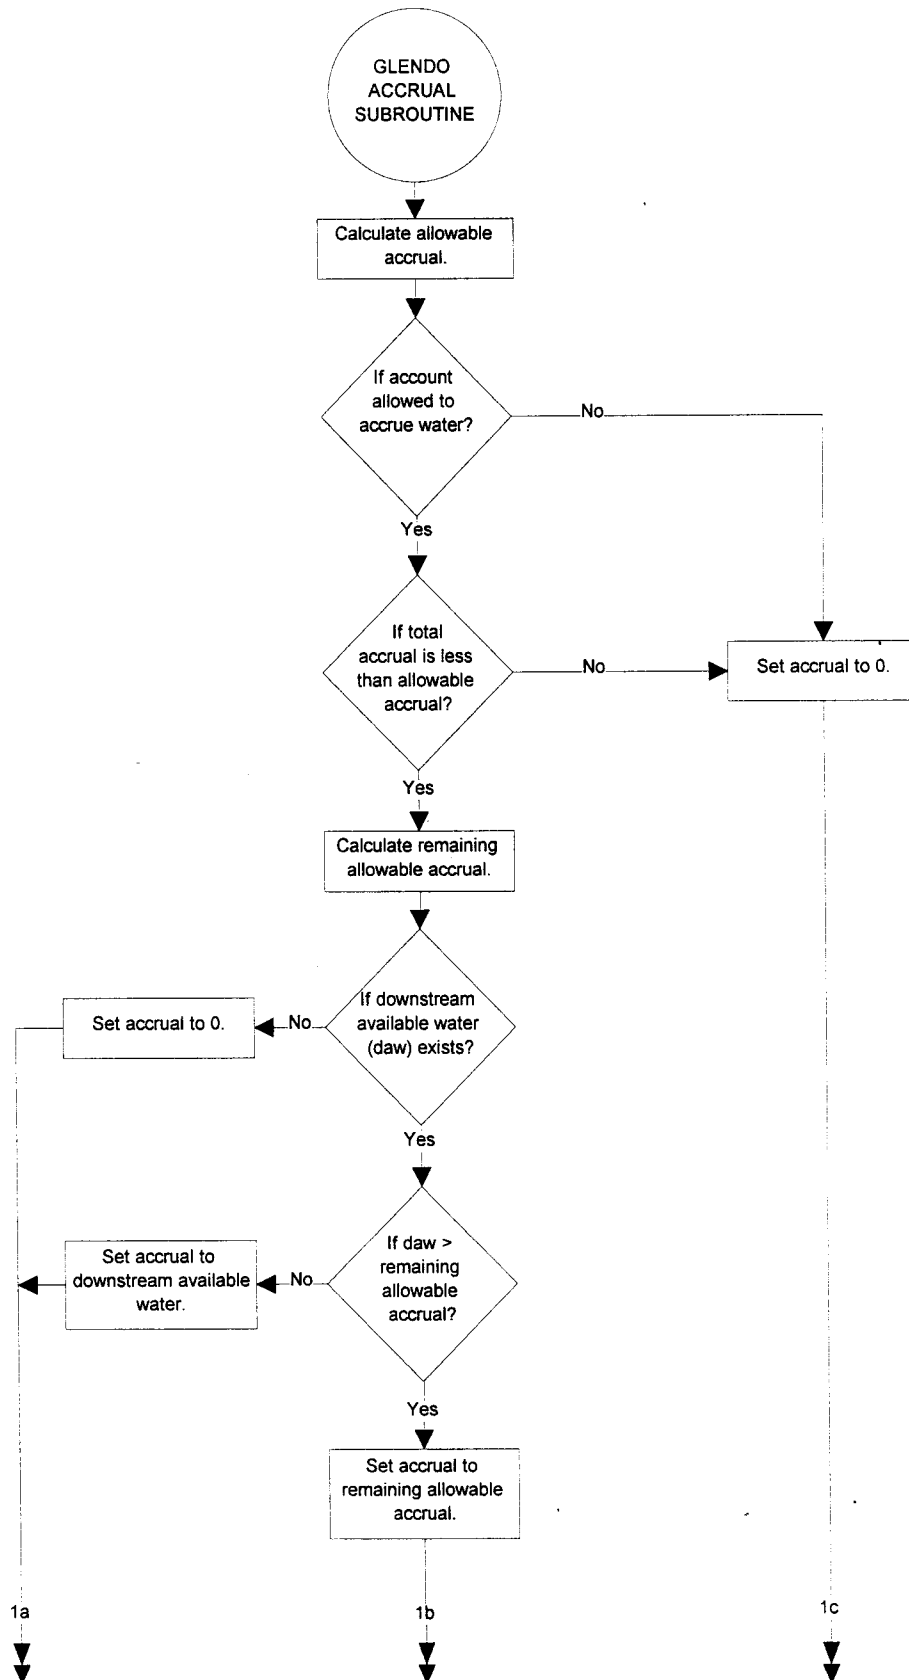 GLENDO
ACCRUAL
SUBROUTINE
Calculate allowable
accrual.
If account
allowed to
accrue water?
No
Yes
If total
accrual is less
than allowable
accrual?
No
Set accrual to 0.
Yes
Calculate remaining
allowable accrual.
If downstream
available water
(daw) exists?
No
Set accrual to 0.
Yes
If daw >
remaining
allowable
accrual?
No
Set accrual to
downstream available
water.
Yes
Set accrual to
remaining allowable
accrual.
1a
1b
1c